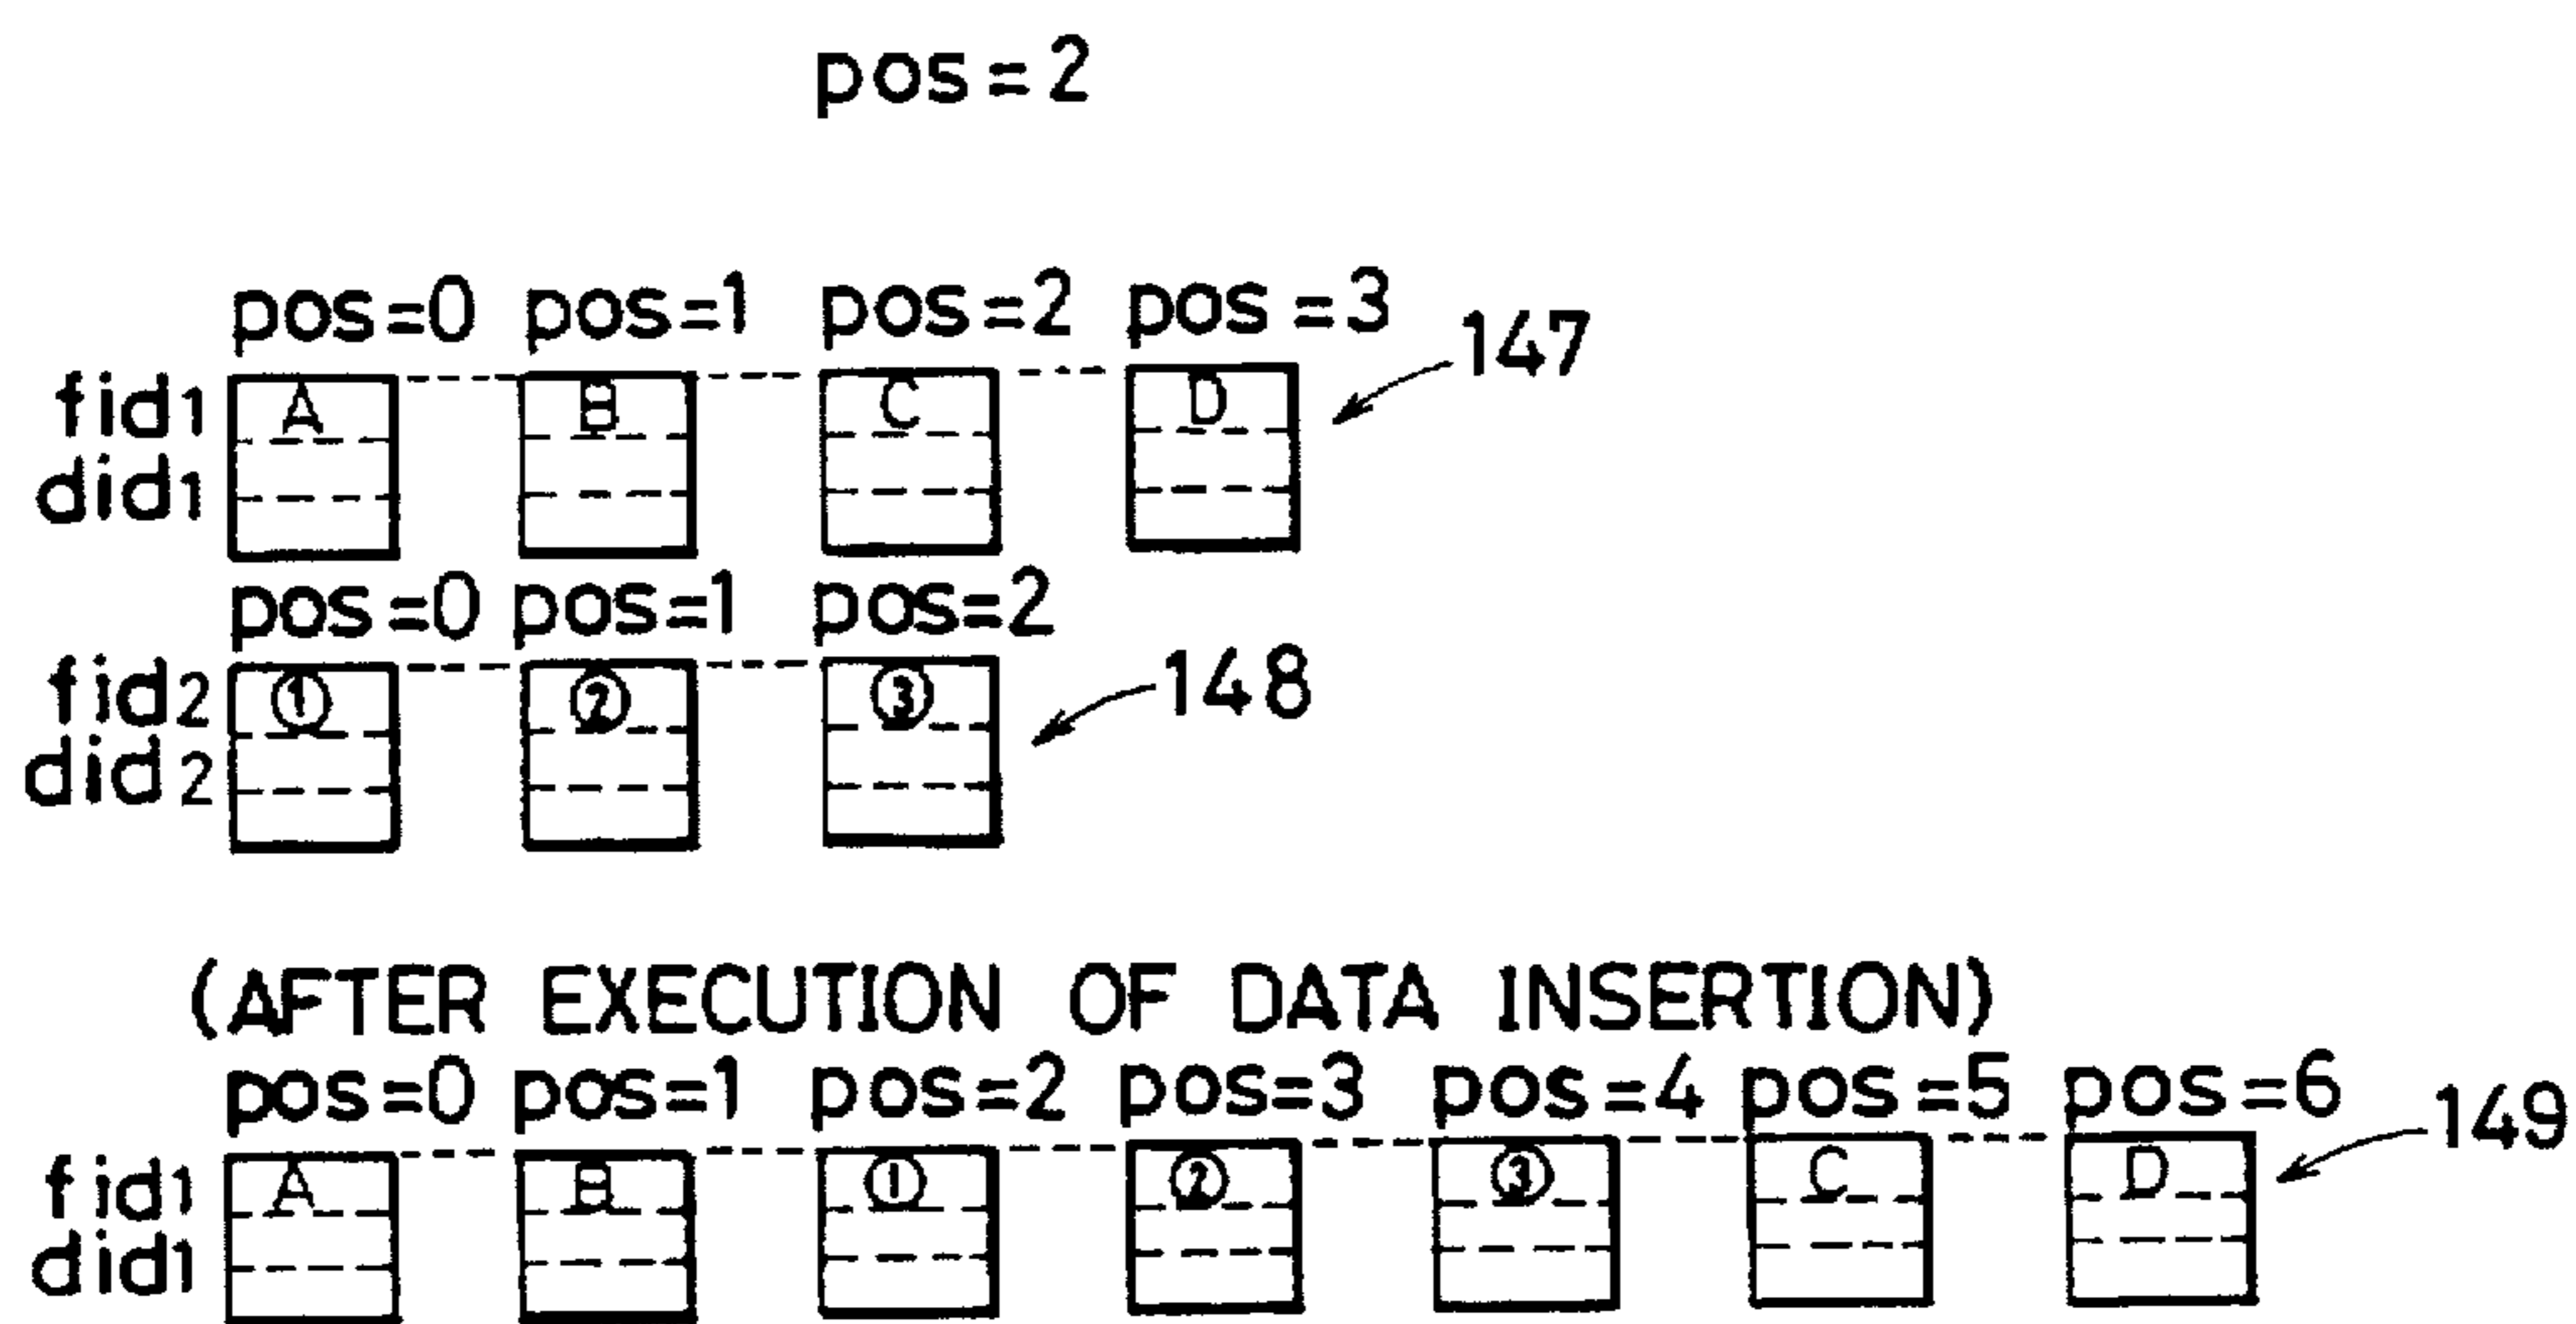 pos=2
pos=0 pos=1 pos=2 pos=3
147
fid1 A B C D
did1
pos=0 pos=1 pos=2
148
fid2 ① ② ③
did2
(AFTER EXECUTION OF DATA INSERTION)
pos=0 pos=1 pos=2 pos=3 pos=4 pos=5 pos=6
149
fid1 A B ① ② ③ C D
did1